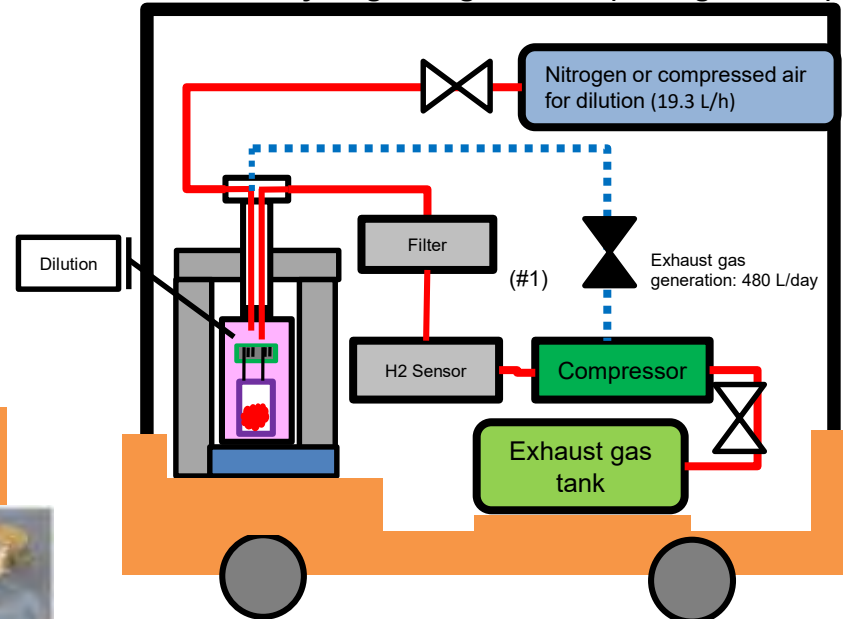 Nitrogen or compressed air
for dilution (19.3 L/h)
Filter
Dilution
(#1)
Exhaust gas
generation: 480 L/day
H2 Sensor
Compressor
Exhaust gas
tank